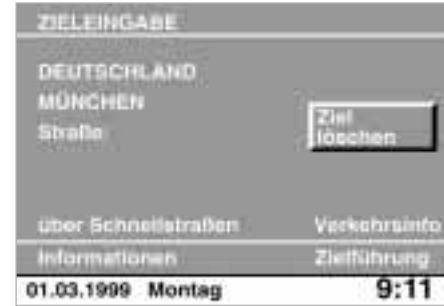 ZIELEINGABE
DEUTSCHLAND
MÜNCHEN
Straße
Ziel
löschen
über Schnellstraßen Verkehrsinfo
Informationen Zielführung
01.03.1999 Montag 9:11